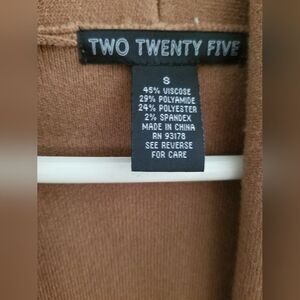 TWO TWENTY FIVE
S
45% VISCOSE
29% POLYAMIDE
24% POLYESTER
2% SPANDEX
MADE IN CHINA
RN 93178
SEE REVERSE
FOR CARE